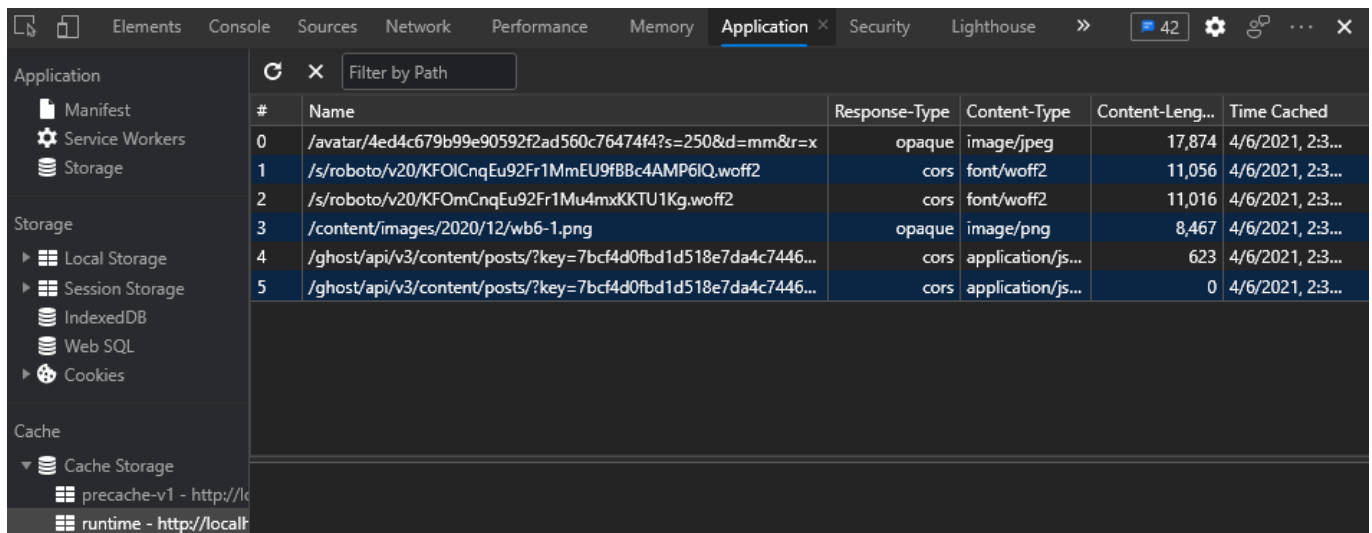 Elements Console Sources Network Performance Memory Application × Security Lighthouse » 42 ··· ×
Application
Manifest
Service Workers
Storage
Storage
Local Storage
Session Storage
IndexedDB
Web SQL
Cookies
Cache
Cache Storage
precache-v1 - http://lo
runtime - http://localh
Filter by Path
# Name Response-Type Content-Type Content-Leng... Time Cached
0 /avatar/4ed4c679b99e90592f2ad560c76474f4?s=250&d=mm&r=x opaque image/jpeg 17,874 4/6/2021, 2:3...
1 /s/roboto/v20/KFOlCnqEu92Fr1MmEU9fBBc4AMP6lQ.woff2 cors font/woff2 11,056 4/6/2021, 2:3...
2 /s/roboto/v20/KFOmCnqEu92Fr1Mu4mxKKTU1Kg.woff2 cors font/woff2 11,016 4/6/2021, 2:3...
3 /content/images/2020/12/wb6-1.png opaque image/png 8,467 4/6/2021, 2:3...
4 /ghost/api/v3/content/posts/?key=7bcf4d0fbd1d518e7da4c7446... cors application/js... 623 4/6/2021, 2:3...
5 /ghost/api/v3/content/posts/?key=7bcf4d0fbd1d518e7da4c7446... cors application/js... 0 4/6/2021, 2:3...